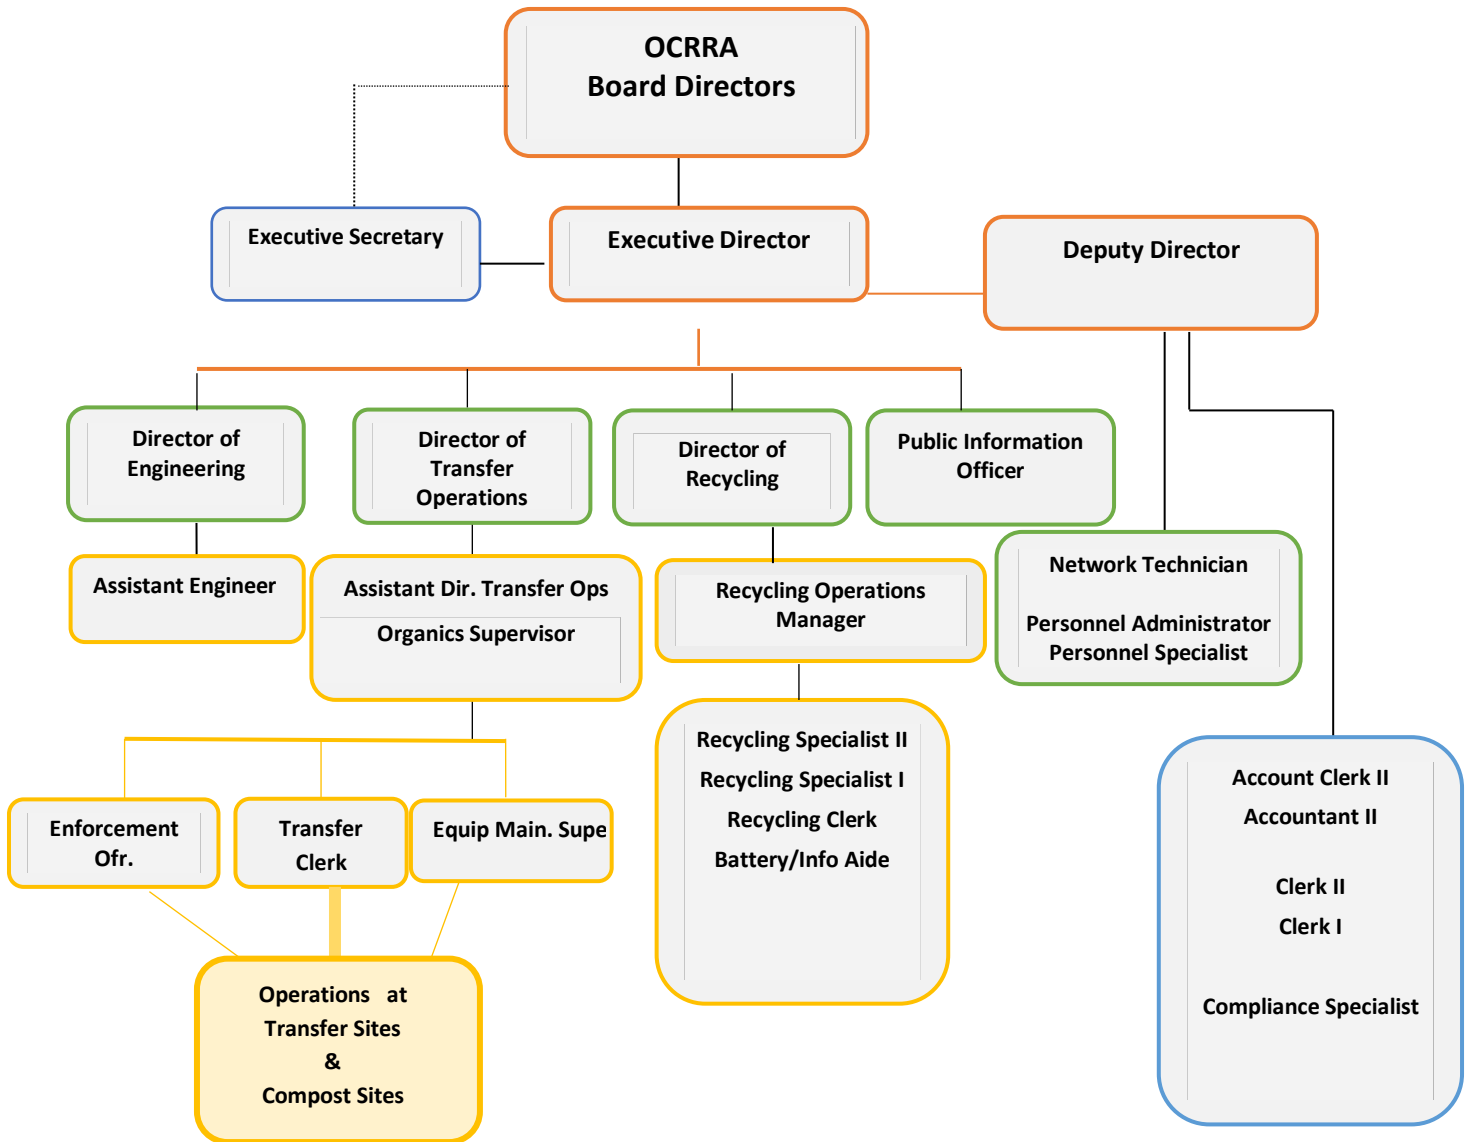 OCRRA
Board Directors
Executive Secretary
Executive Director
Deputy Director
Director of
Engineering
Director of
Transfer
Operations
Director of
Recycling
Public Information
Officer
Assistant Engineer
Assistant Dir. Transfer Ops
Organics Supervisor
Recycling Operations
Manager
Network Technician
Personnel Administrator
Personnel Specialist
Recycling Specialist II
Recycling Specialist I
Recycling Clerk
Battery/Info Aide
Account Clerk II
Accountant II
Clerk II
Clerk I
Compliance Specialist
Enforcement
Ofr.
Transfer
Clerk
Equip Main. Supe
Operations at
Transfer Sites
&
Compost Sites